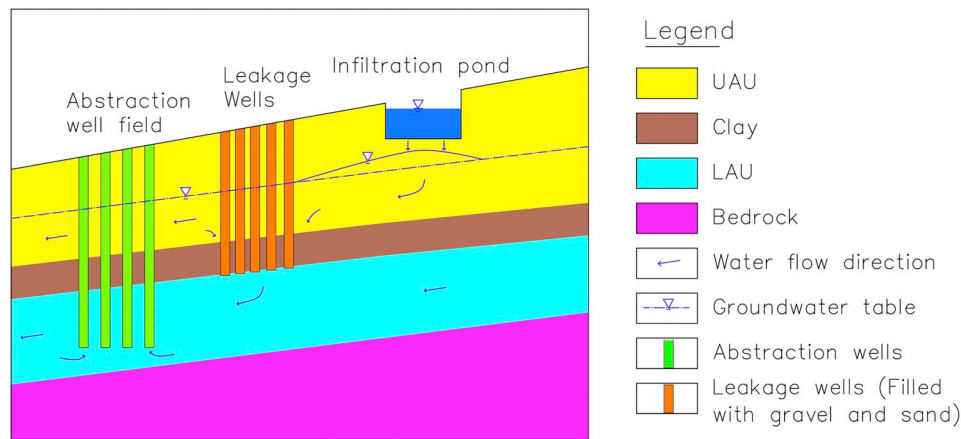 Infiltration pond
Leakage
Wells
Abstraction
well field
Legend
UAU
Clay
LAU
Bedrock
Water flow direction
Groundwater table
Abstraction wells
Leakage wells (Filled
with gravel and sand)